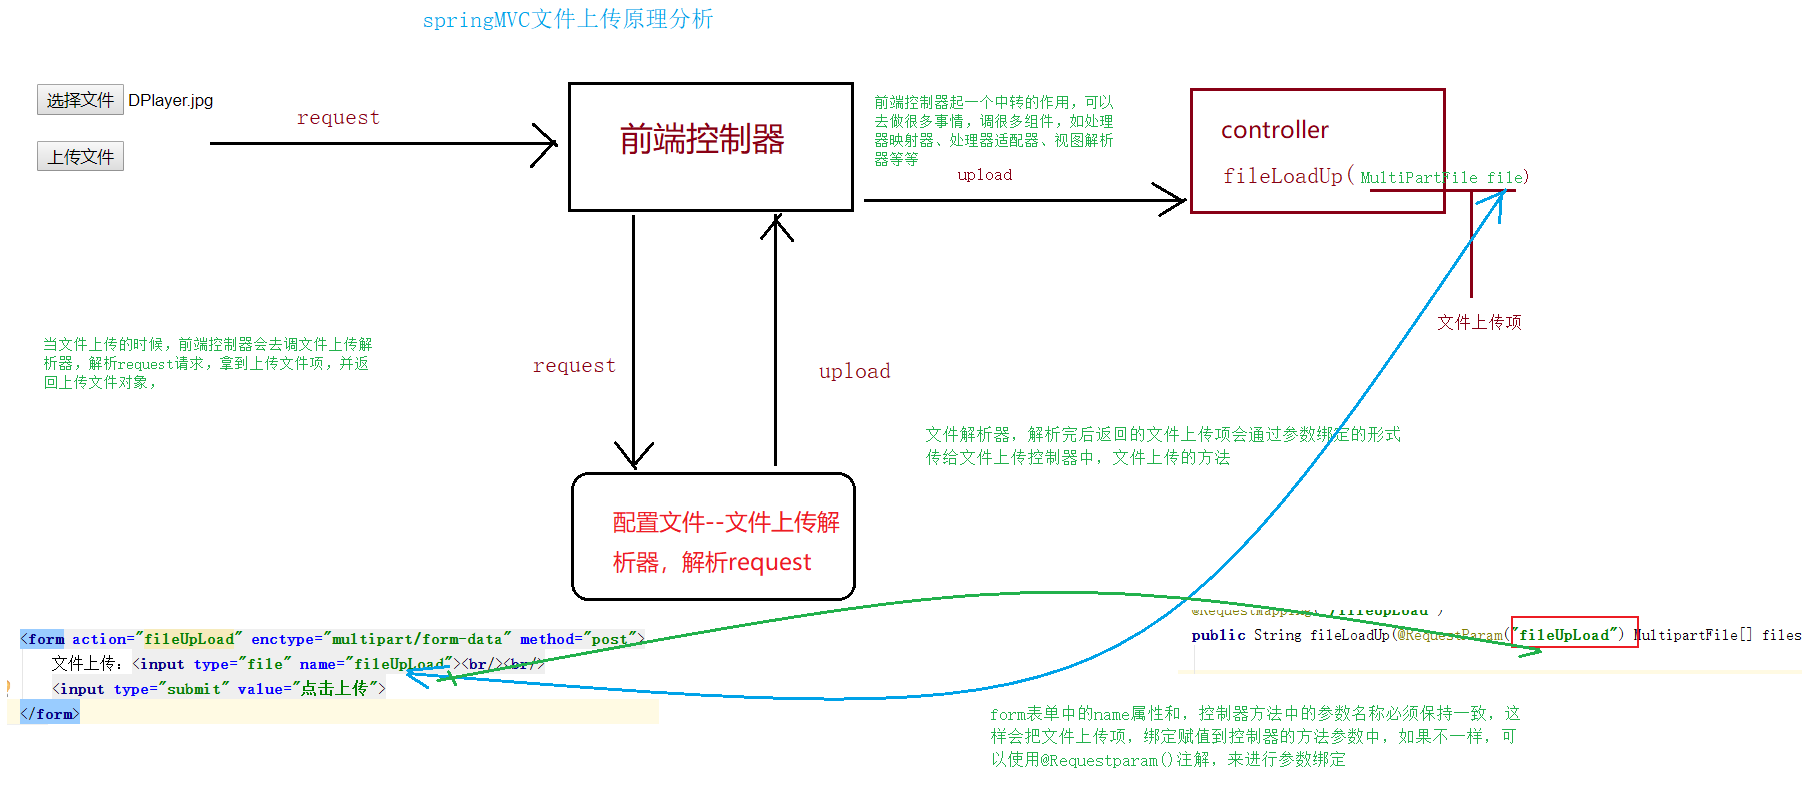 springMVC文件上传原理分析
选择文件 DPlayer.jpg
上传文件
request
前端控制器
前端控制器起一个中转的作用，可以
去做很多事情，调很多组件，如处理
器映射器、处理器适配器、视图解析
器等等
upload
controller
fileLoadUp(MultiPartFile file)
文件上传项
当文件上传的时候，前端控制器会去调文件上传解
析器，解析request请求，拿到上传文件项，并返
回上传文件对象，
request
upload
文件解析器，解析完后返回的文件上传项会通过参数绑定的形式
传给文件上传控制器中，文件上传的方法
配置文件--文件上传解
析器，解析request
<form action="fileUpLoad" enctype="multipart/form-data" method="post">
文件上传：<input type="file" name="fileUpLoad"><br/><br/>
<input type="submit" value="点击上传">
</form>
@RequestMapping("/fileUpLoad")
public String fileLoadUp(@RequestParam("fileUpLoad") MultipartFile[] files
form表单中的name属性和，控制器方法中的参数名称必须保持一致，这
样会把文件上传项，绑定赋值到控制器的方法参数中，如果不一样，可
以使用@Requestparam()注解，来进行参数绑定